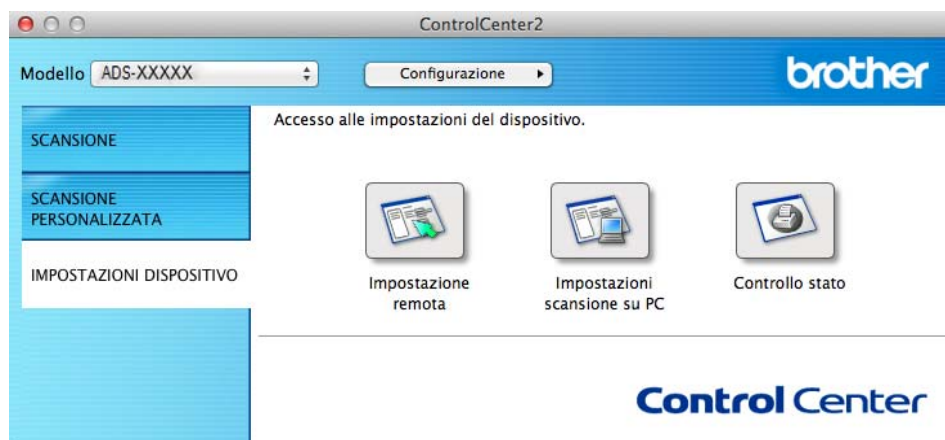 ControlCenter2
Modello ADS-XXXXX Configurazione
brother
SCANSIONE
SCANSIONE
PERSONALIZZATA
IMPOSTAZIONI DISPOSITIVO
Accesso alle impostazioni del dispositivo.
Impostazione
remota
Impostazioni
scansione su PC
Controllo stato
Control Center